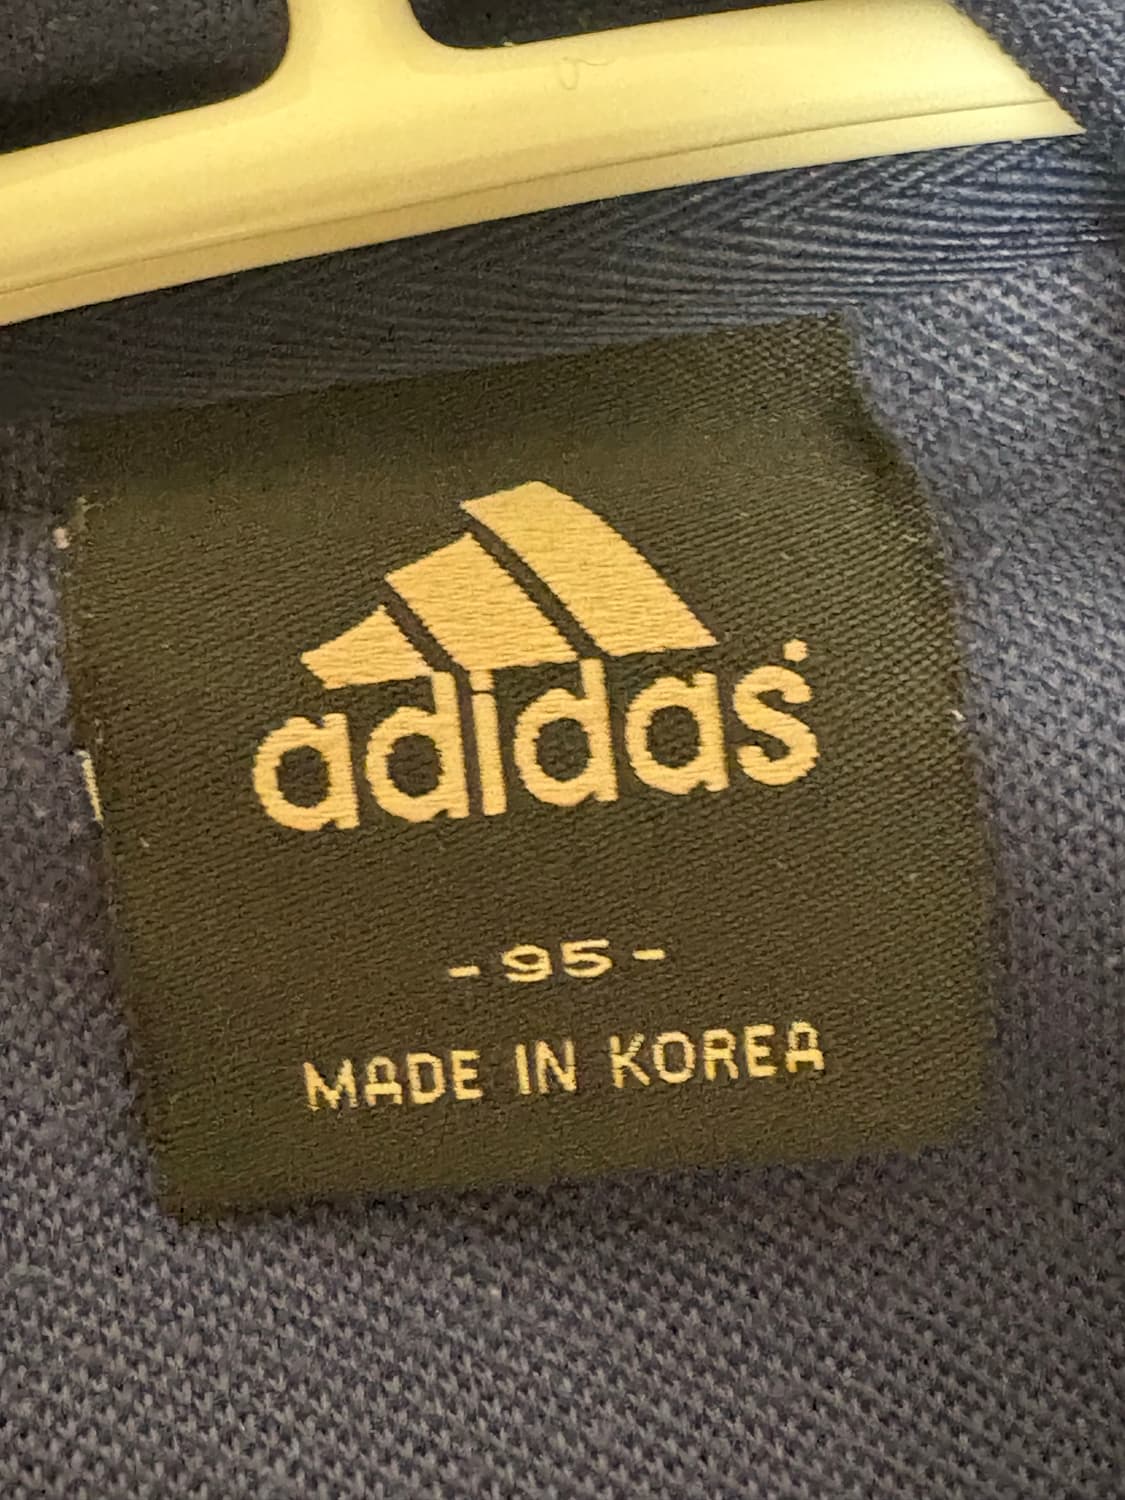 adidas
-95-
MADE IN KOREA